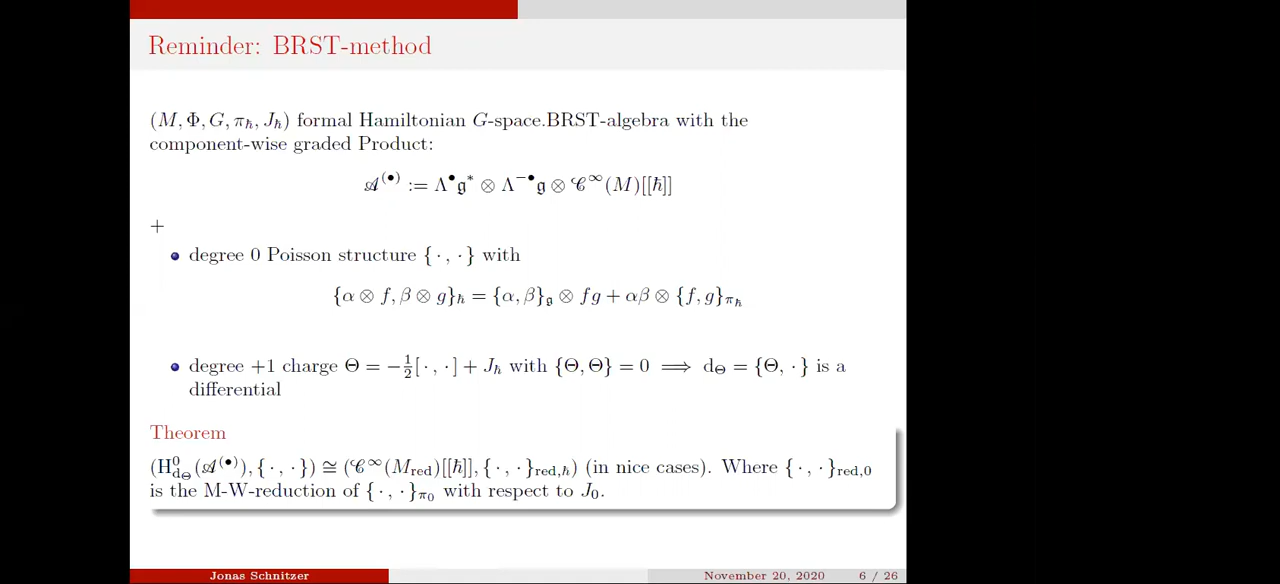 Reminder: BRST-method
(M, Φ, G, π_ℏ, J_ℏ) formal Hamiltonian G-space.BRST-algebra with the
component-wise graded Product:
𝒜^(•) := Λ^•𝔤* ⊗ Λ^{-•}𝔤 ⊗ 𝒞^∞(M)[[ℏ]]
+
• degree 0 Poisson structure { · , · } with
{α ⊗ f, β ⊗ g}_ℏ = {α, β}_𝔤 ⊗ fg + αβ ⊗ {f, g}_{π_ℏ}
• degree +1 charge Θ = −½[ · , · ] + J_ℏ with {Θ, Θ} = 0 ⟹ d_Θ = {Θ, · } is a
differential
Theorem
(H^0_{d_Θ}(𝒜^(•)), { · , · }) ≅ (𝒞^∞(M_red)[[ℏ]], { · , · }_{red,ℏ}) (in nice cases). Where { · , · }_{red,0}
is the M-W-reduction of { · , · }_{π_0} with respect to J_0.
Jonas Schnitzer November 20, 2020 6 / 26